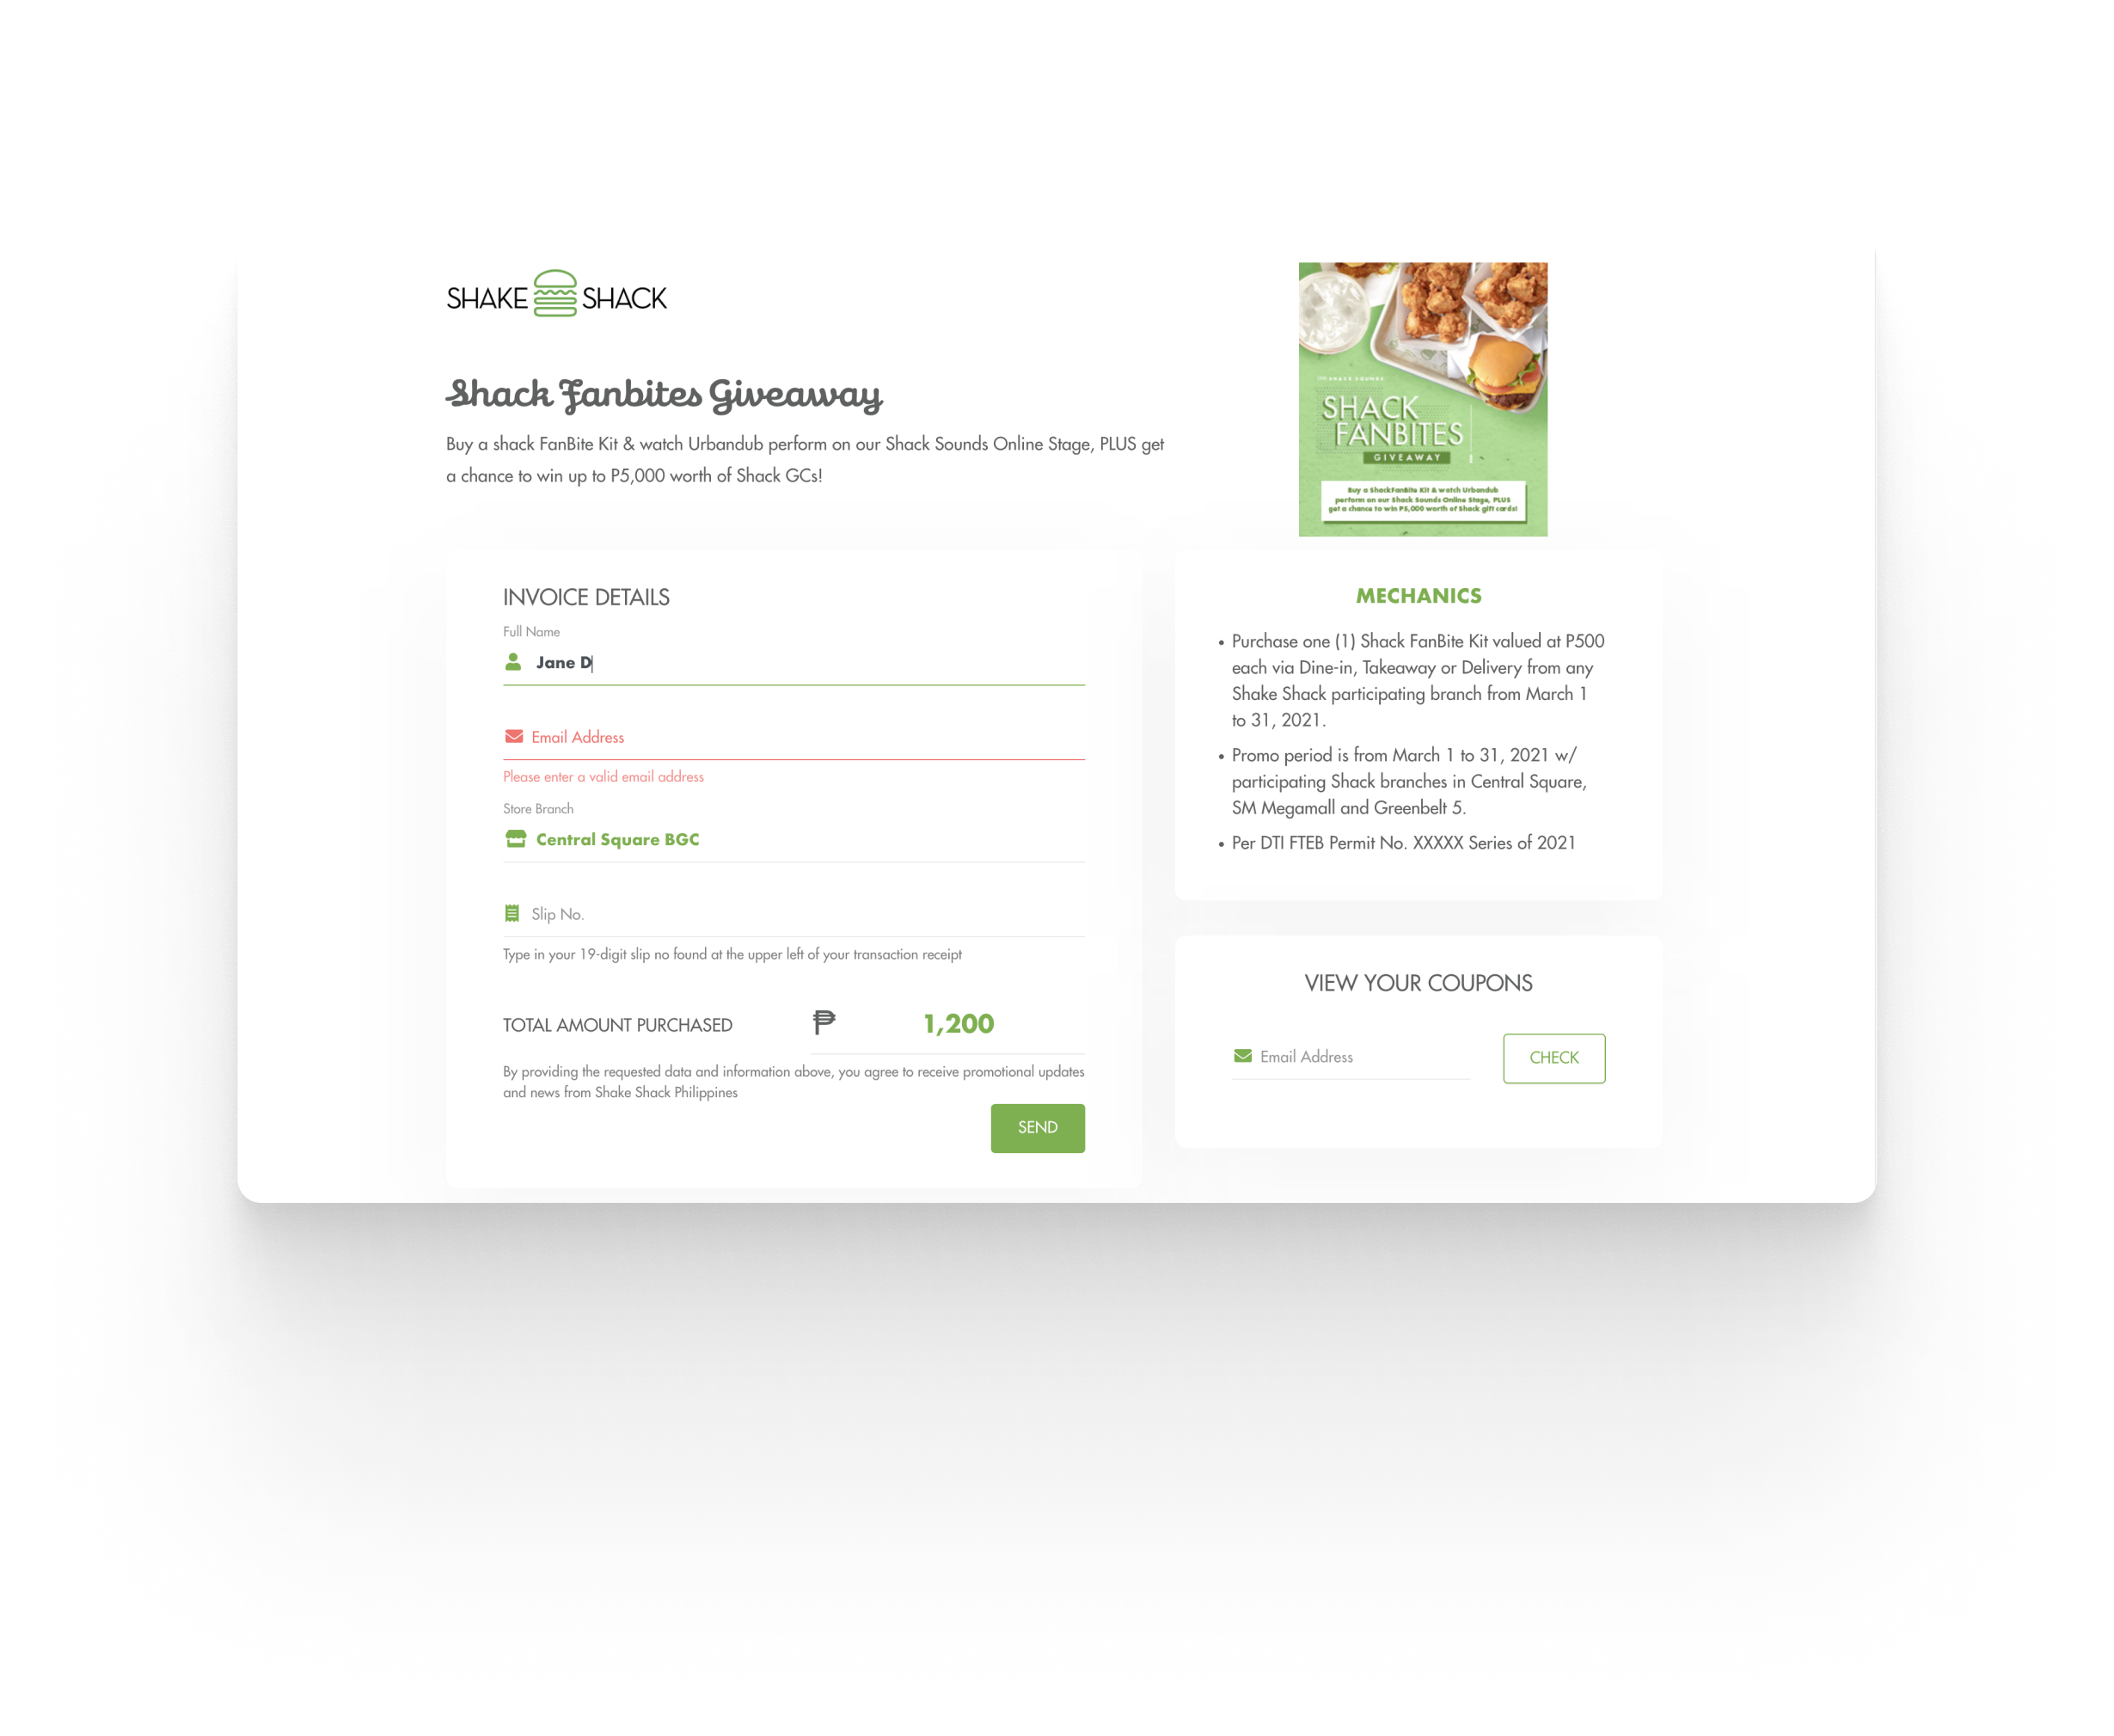 SHAKE SHACK
Shack Fanbites Giveaway
Buy a shack FanBite Kit & watch Urbandub perform on our Shack Sounds Online Stage, PLUS get
a chance to win up to P5,000 worth of Shack GCs!
SHACK SOUNDS
SHACK
FANBITES
GIVEAWAY
Buy a ShackFanBite Kit & watch Urbandub
perform on our Shack Sounds Online Stage, PLUS
get a chance to win P5,000 worth of Shack gift cards!
INVOICE DETAILS
Full Name
Jane D
Email Address
Please enter a valid email address
Store Branch
Central Square BGC
Slip No.
Type in your 19-digit slip no found at the upper left of your transaction receipt
TOTAL AMOUNT PURCHASED ₱ 1,200
By providing the requested data and information above, you agree to receive promotional updates
and news from Shake Shack Philippines
SEND
MECHANICS
• Purchase one (1) Shack FanBite Kit valued at P500
each via Dine-in, Takeaway or Delivery from any
Shake Shack participating branch from March 1
to 31, 2021.
• Promo period is from March 1 to 31, 2021 w/
participating Shack branches in Central Square,
SM Megamall and Greenbelt 5.
• Per DTI FTEB Permit No. XXXXX Series of 2021
VIEW YOUR COUPONS
Email Address
CHECK